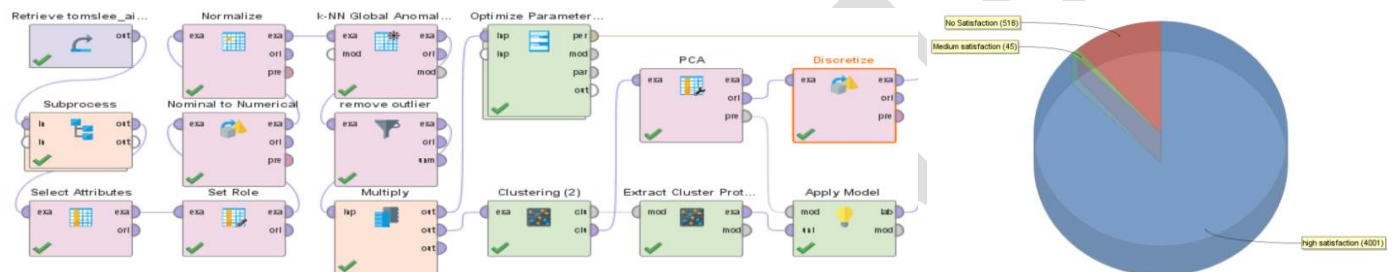 Retrieve tomslee_ai...
out
Normalize
exa
exa
ori
pre
k-NN Global Anomal...
exa
exa
mod
ori
mod
Optimize Parameter...
inp
per
inp
mod
par
out
PCA
exa
exa
ori
pre
Discretize
exa
exa
ori
pre
Subprocess
in
out
in
out
Nominal to Numerical
exa
exa
ori
pre
remove outlier
exa
exa
ori
Select Attributes
exa
exa
ori
Set Role
exa
exa
ori
Multiply
inp
out
out
out
Clustering (2)
exa
clu
clu
Extract Cluster Prot...
mod
exa
mod
Apply Model
mod
lab
mod
No Satisfaction (518)
Medium satisfaction (45)
high satisfaction (4001)